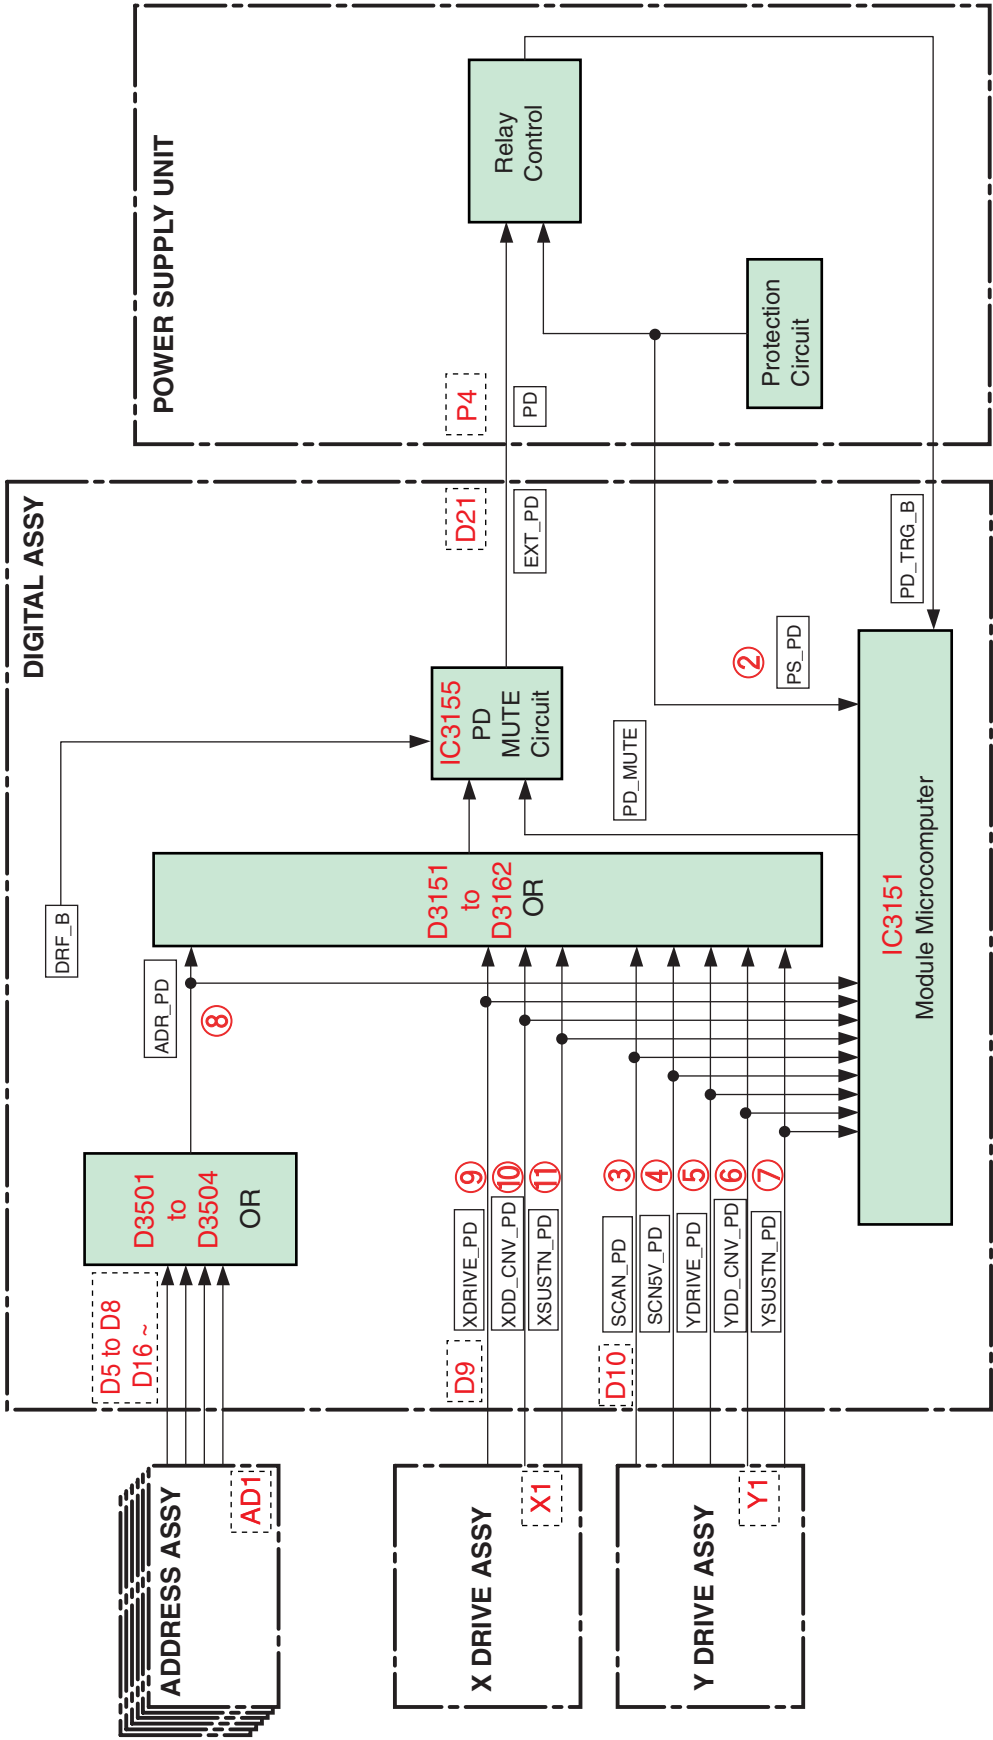 POWER SUPPLY UNIT
Relay
Control
Protection
Circuit
P4
PD
DIGITAL ASSY
D21
EXT_PD
PD_TRG_B
②
PS_PD
IC3155
PD
MUTE
Circuit
PD_MUTE
DRF_B
D3151
to
D3162
OR
IC3151
Module Microcomputer
ADR_PD
⑧
D3501
to
D3504
OR
D5 to D8
D16 ~
⑨
XDRIVE_PD
⑩
XDD_CNV_PD
⑪
XSUSTN_PD
D9
③
SCAN_PD
④
SCN5V_PD
⑤
YDRIVE_PD
⑥
YDD_CNV_PD
⑦
YSUSTN_PD
D10
ADDRESS ASSY
AD1
X DRIVE ASSY
X1
Y DRIVE ASSY
Y1